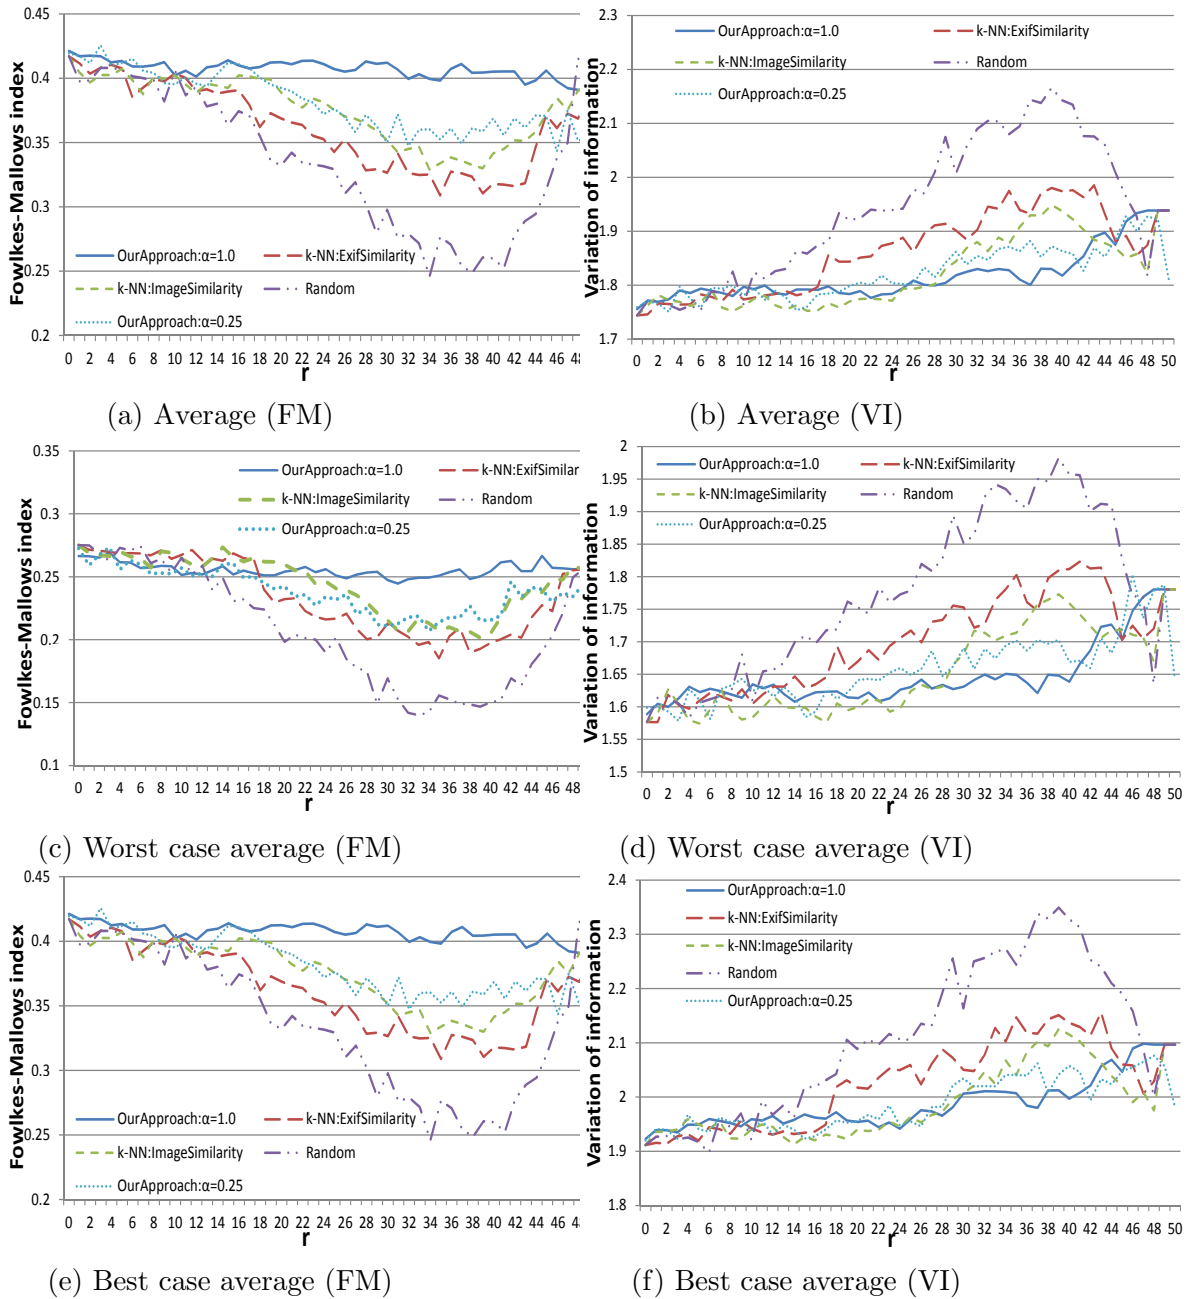 0.45
0.4
0.35
0.3
0.25
0.2
Fowlkes-Mallows index
OurApproach:α=1.0
k-NN:ExifSimilarity
k-NN:ImageSimilarity
Random
OurApproach:α=0.25
0 2 4 6 8 10 12 14 16 18 20 22 24 26 28 30 32 34 36 38 40 42 44 46
r
(a) Average (FM)
2.3
2.2
2.1
2
1.9
1.8
1.7
Variation of information
OurApproach:α=1.0
k-NN:ExifSimilarity
k-NN:ImageSimilarity
Random
OurApproach:α=0.25
0 2 4 6 8 10 12 14 16 18 20 22 24 26 28 30 32 34 36 38 40 42 44 46 48 50
r
(b) Average (VI)
0.35
0.3
0.25
0.2
0.15
0.1
Fowlkes-Mallows index
OurApproach:α=1.0
k-NN:ExifSimilar
k-NN:ImageSimilarity
Random
OurApproach:α=0.25
0 2 4 6 8 10 12 14 16 18 20 22 24 26 28 30 32 34 36 38 40 42 44 46
r
(c) Worst case average (FM)
2
1.95
1.9
1.85
1.8
1.75
1.7
1.65
1.6
1.55
1.5
Variation of information
OurApproach:α=1.0
k-NN:ExifSimilarity
k-NN:ImageSimilarity
Random
OurApproach:α=0.25
0 2 4 6 8 10 12 14 16 18 20 22 24 26 28 30 32 34 36 38 40 42 44 46 48 50
r
(d) Worst case average (VI)
0.45
0.4
0.35
0.3
0.25
0.2
Fowlkes-Mallows index
OurApproach:α=1.0
k-NN:ExifSimilarity
k-NN:ImageSimilarity
Random
OurApproach:α=0.25
0 2 4 6 8 10 12 14 16 18 20 22 24 26 28 30 32 34 36 38 40 42 44 46
r
(e) Best case average (FM)
2.4
2.3
2.2
2.1
2
1.9
1.8
Variation of information
OurApproach:α=1.0
k-NN:ExifSimilarity
k-NN:ImageSimilarity
Random
OurApproach:α=0.25
0 2 4 6 8 10 12 14 16 18 20 22 24 26 28 30 32 34 36 38 40 42 44 46 48 50
r
(f) Best case average (VI)